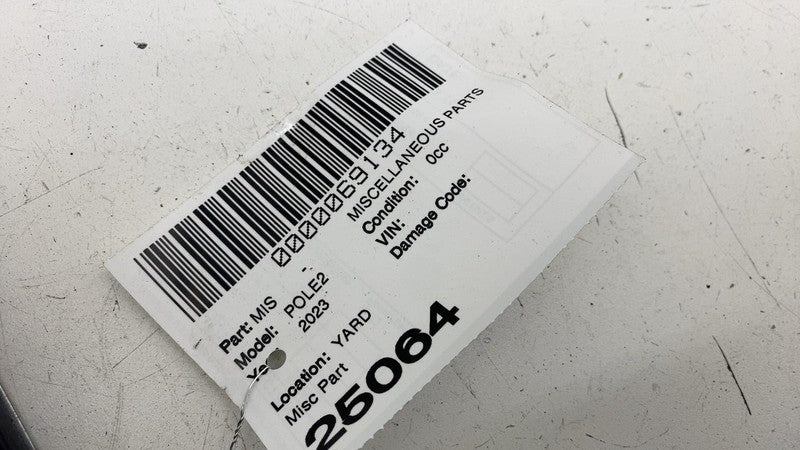 0000069134
Part: MIS - MISCELLANEOUS PARTS
Model: POLE2 Condition: 0cc
2023 VIN:
Damage Code:
Location: YARD
Misc Part
25064